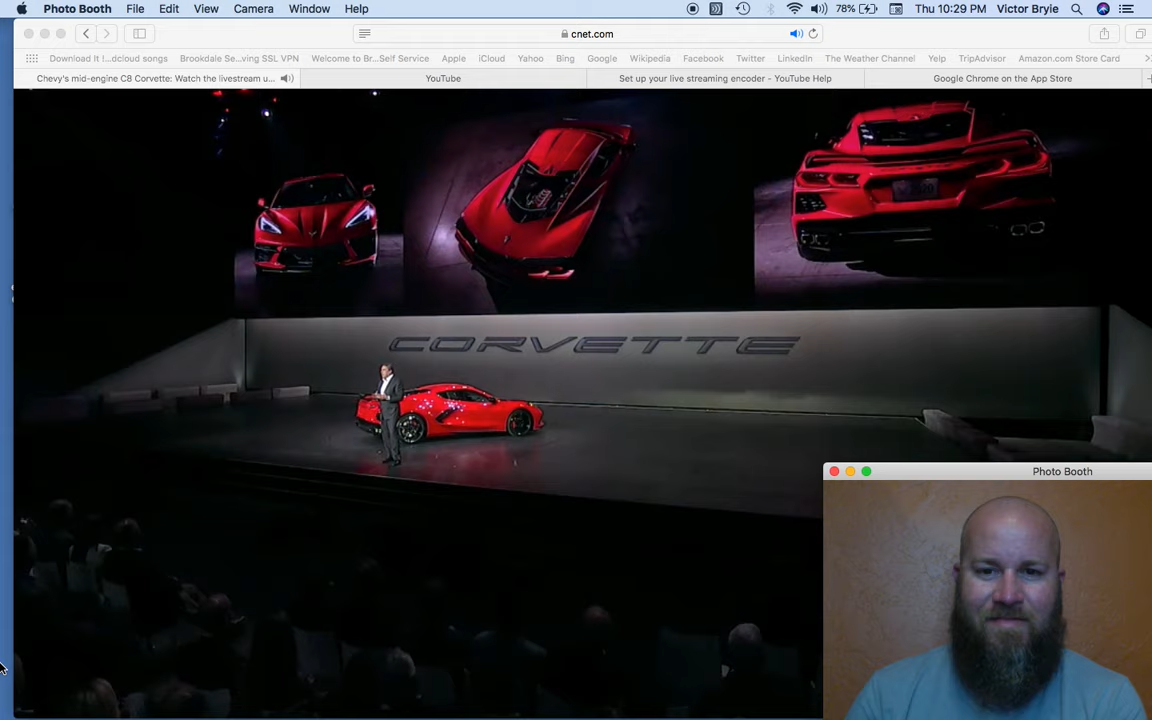 Photo Booth File Edit View Camera Window Help 78% Thu 10:29 PM Victor Bryie
cnet.com
Download It !...dcloud songs Brookdale Se...ving SSL VPN Welcome to Br...Self Service Apple iCloud Yahoo Bing Google Wikipedia Facebook Twitter LinkedIn The Weather Channel Yelp TripAdvisor Amazon.com Store Card
Chevy's mid-engine C8 Corvette: Watch the livestream u... YouTube Set up your live streaming encoder - YouTube Help Google Chrome on the App Store
2020
CORVETTE
Photo Booth